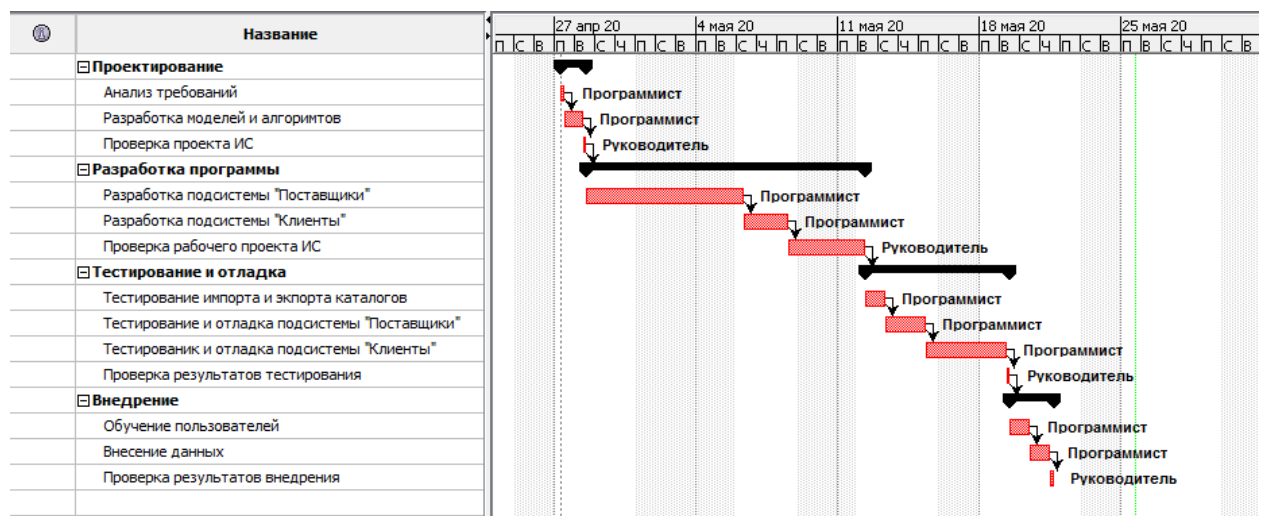 Название
27 апр 20 4 мая 20 11 мая 20 18 мая 20 25 мая 20
П С В П В С Ч П С В П В С Ч П С В П В С Ч П С В П В С Ч П С В П В С Ч П С В
Проектирование
Анализ требований Программист
Разработка моделей и алгоримтов Программист
Проверка проекта ИС Руководитель
Разработка программы
Разработка подсистемы "Поставщики" Программист
Разработка подсистемы "Клиенты" Программист
Проверка рабочего проекта ИС Руководитель
Тестирование и отладка
Тестирование импорта и экпорта каталогов Программист
Тестирование и отладка подсистемы "Поставщики" Программист
Тестированик и отладка подсистемы "Клиенты" Программист
Проверка результатов тестирования Руководитель
Внедрение
Обучение пользователей Программист
Внесение данных Программист
Проверка результатов внедрения Руководитель